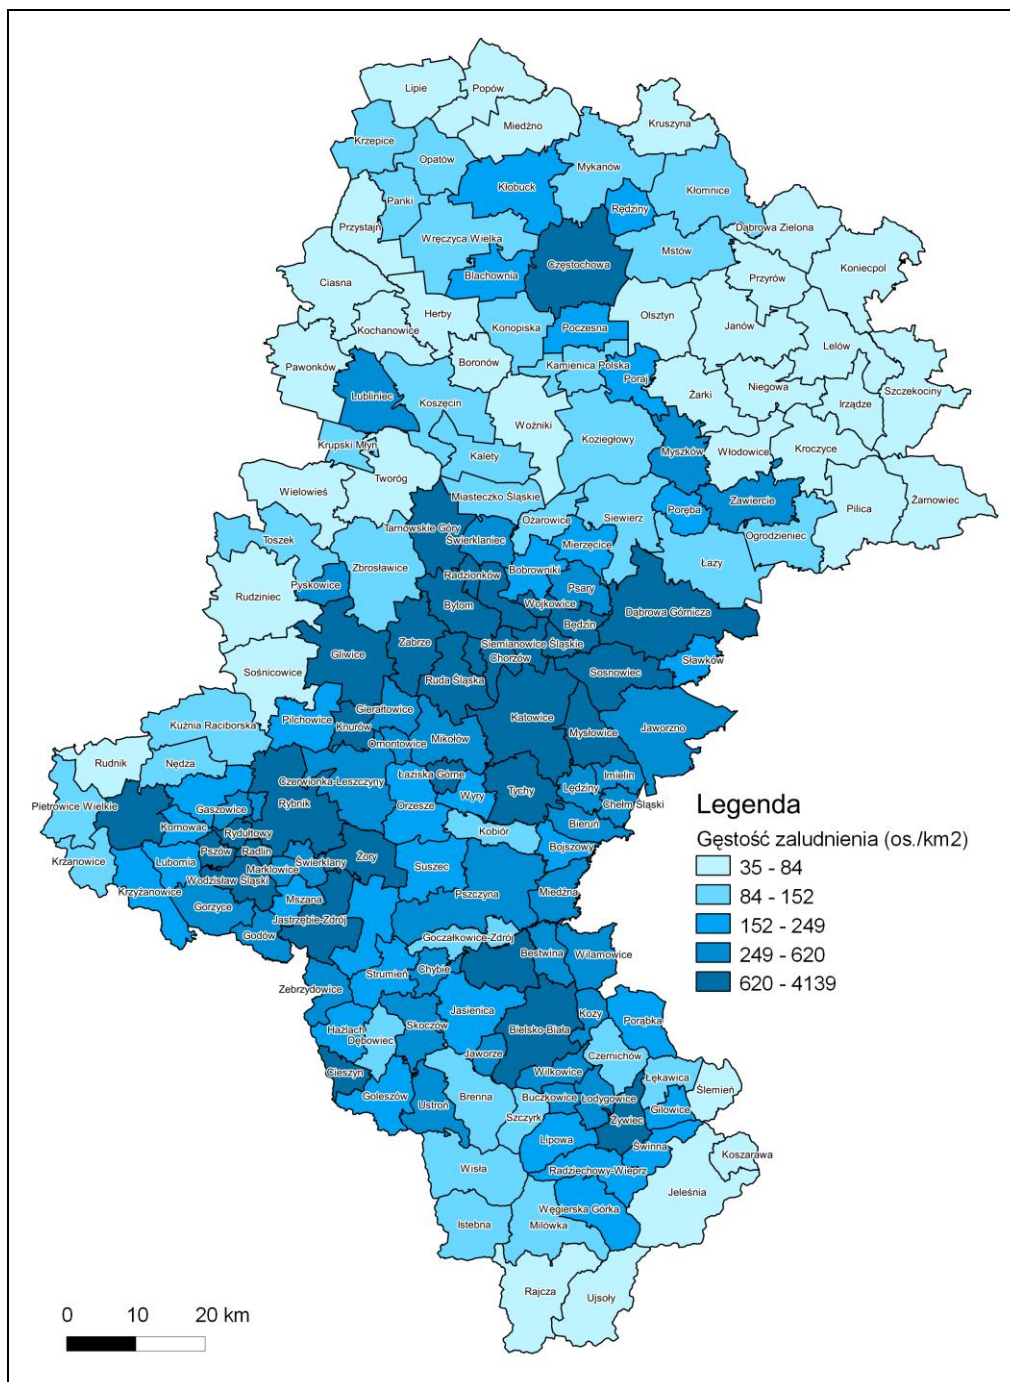 Lipie
Popów
Miedźno
Kruszyna
Krzepice
Opatów
Mykanów
Kłobuck
Kłomnice
Panki
Rędziny
Przystajń
Dąbrowa Zielona
Wręczyca Wielka
Mstów
Częstochowa
Koniecpol
Blachownia
Przyrów
Ciasna
Herby
Olsztyn
Janów
Kochanowice
Konopiska
Poczesna
Lelów
Boronów
Kamienica Polska
Pawonków
Poraj
Niegowa
Szczekociny
Żarki
Irządze
Lubliniec
Koszęcin
Woźniki
Koziegłowy
Krupski Młyn
Myszków
Włodowice
Kroczyce
Kalety
Tworóg
Wielowieś
Miasteczko Śląskie
Zawiercie
Żarnowiec
Poręba
Pilica
Siewierz
Ożarowice
Tarnowskie Góry
Świerklaniec
Mierzęcice
Ogrodzieniec
Toszek
Łazy
Zbrosławice
Bobrowniki
Radzionków
Pyskowice
Psary
Rudziniec
Wojkowice
Bytom
Dąbrowa Górnicza
Będzin
Zabrze
Siemianowice Śląskie
Gliwice
Chorzów
Sławków
Sosnowiec
Sośnicowice
Ruda Śląska
Gierałtowice
Katowice
Kuźnia Raciborska
Pilchowice
Knurów
Mysłowice
Jaworzno
Mikołów
Ornontowice
Rudnik
Nędza
Czerwionka-Leszczyny
Łaziska Górne
Imielin
Tychy
Lędziny
Wyry
Pietrowice Wielkie
Gaszowice
Rybnik
Orzesze
Chełm Śląski
Legenda
Bieruń
Kornowac
Rydułtowy
Kobiór
Gęstość zaludnienia (os./km2)
Bojszowy
Pszów
Radlin
Żory
35 - 84
Krzanowice
Lubomia
Świerklany
Marklowice
Suszec
Wodzisław Śląski
84 - 152
Krzyżanowice
Pszczyna
Miedźna
Mszana
Gorzyce
152 - 249
Jastrzębie-Zdrój
Godów
Goczałkowice-Zdrój
249 - 620
Bestwina
Wilamowice
Strumień
Chybie
620 - 4139
Zebrzydowice
Jasienica
Kozy
Porąbka
Skoczów
Hażlach
Bielsko-Biała
Dębowiec
Jaworze
Czernichów
Cieszyn
Wilkowice
Łękawica
Ślemień
Goleszów
Ustroń
Brenna
Buczkowice
Łodygowice
Gilowice
Szczyrk
Żywiec
Lipowa
Świnna
Koszarawa
Wisła
Radziechowy-Wieprz
Jeleśnia
Węgierska Górka
Istebna
Milówka
Rajcza
Ujsoły
0 10 20 km